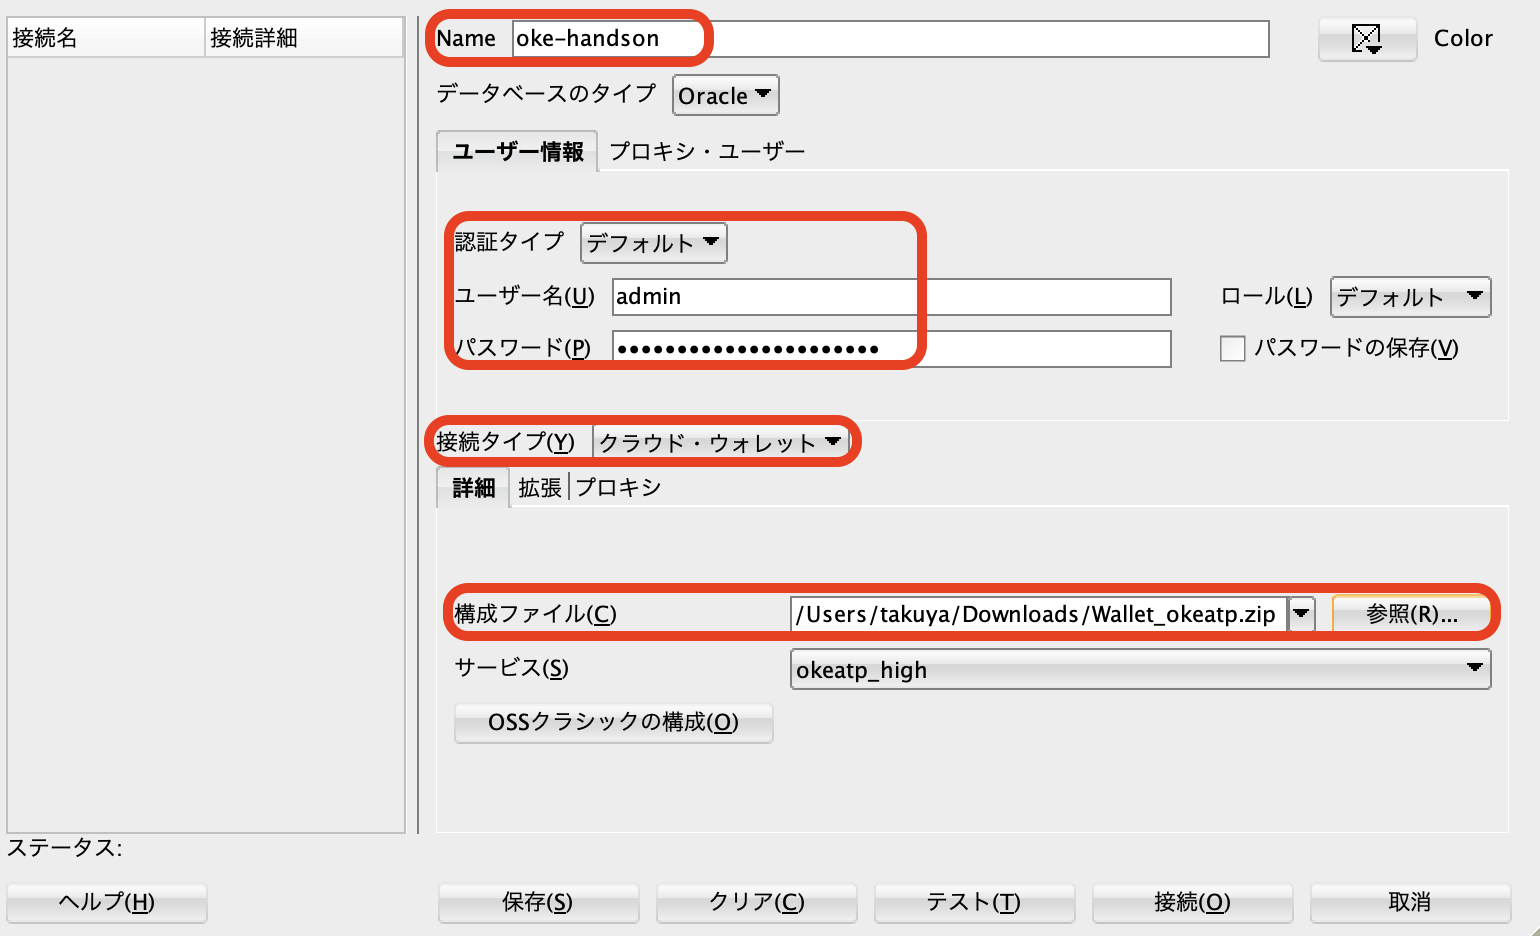 接続名 接続詳細
Name oke-handson Color
データベースのタイプ Oracle
ユーザー情報 プロキシ・ユーザー
認証タイプ デフォルト
ユーザー名(U) admin ロール(L) デフォルト
パスワード(P) ●●●●●●●●●●●●●●●●●●●●●● パスワードの保存(V)
接続タイプ(Y) クラウド・ウォレット
詳細 拡張 プロキシ
構成ファイル(C) /Users/takuya/Downloads/Wallet_okeatp.zip 参照(R)...
サービス(S) okeatp_high
OSSクラシックの構成(O)
ステータス:
ヘルプ(H) 保存(S) クリア(C) テスト(T) 接続(O) 取消